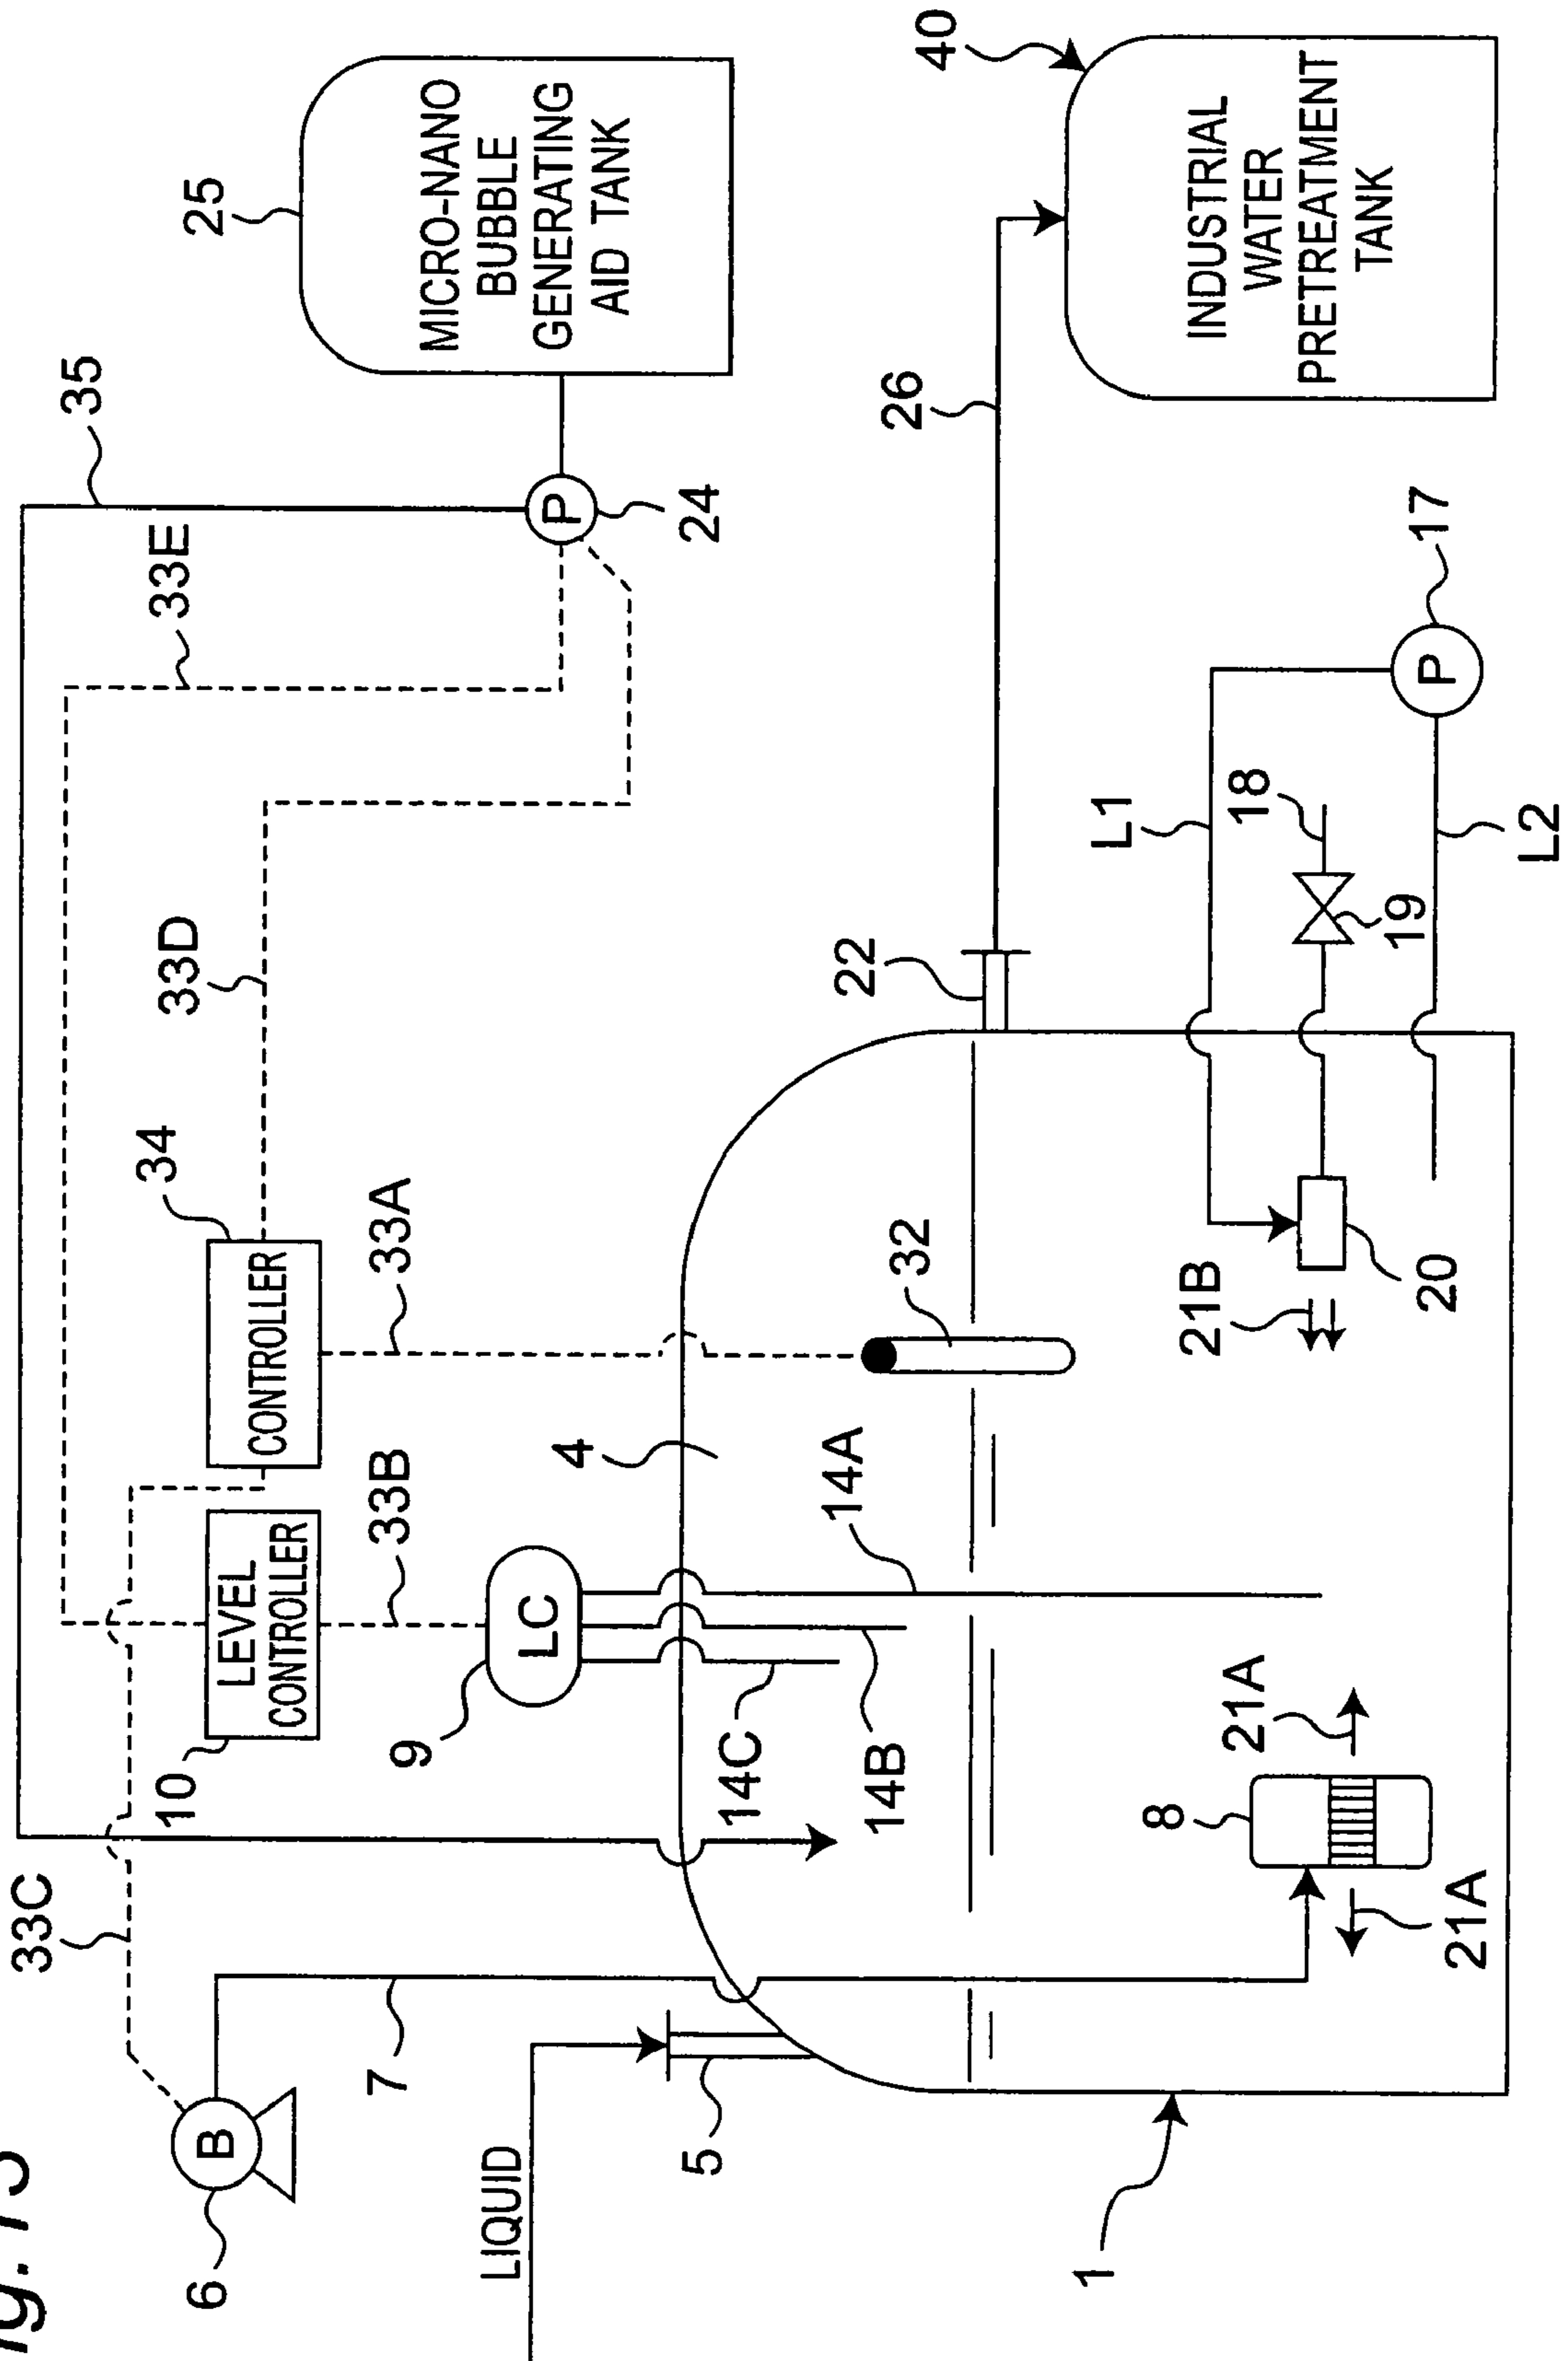 33C
35
33E
33D
34
CONTROLLER
10
LEVEL
CONTROLLER
25
MICRO-NANO
BUBBLE
GENERATING
AID TANK
6
B
7
33B
33A
9
LC
P
24
LIQUID
5
4
32
14C
14B
14A
22
26
40
INDUSTRIAL
WATER
PRETREATMENT
TANK
1
8
21A
21A
21B
20
L1
18
19
L2
P
17